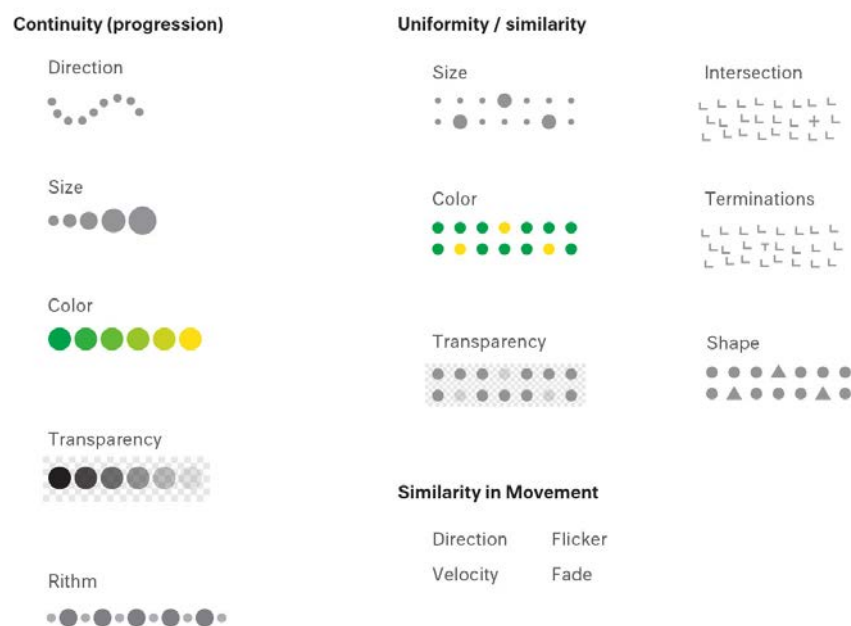 Continuity (progression)
Direction
Size
Color
Transparency
Rithm
Uniformity / similarity
Size
Color
Transparency
Intersection
Terminations
Shape
Similarity in Movement
Direction
Flicker
Velocity
Fade